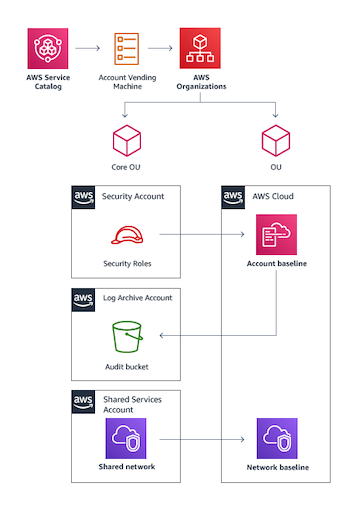 AWS Service
Catalog
Account Vending
Machine
AWS
Organizations
Core OU
OU
aws
Security Account
Security Roles
aws
AWS Cloud
Account baseline
aws
Log Archive Account
Audit bucket
aws
Shared Services
Account
Shared network
Network baseline